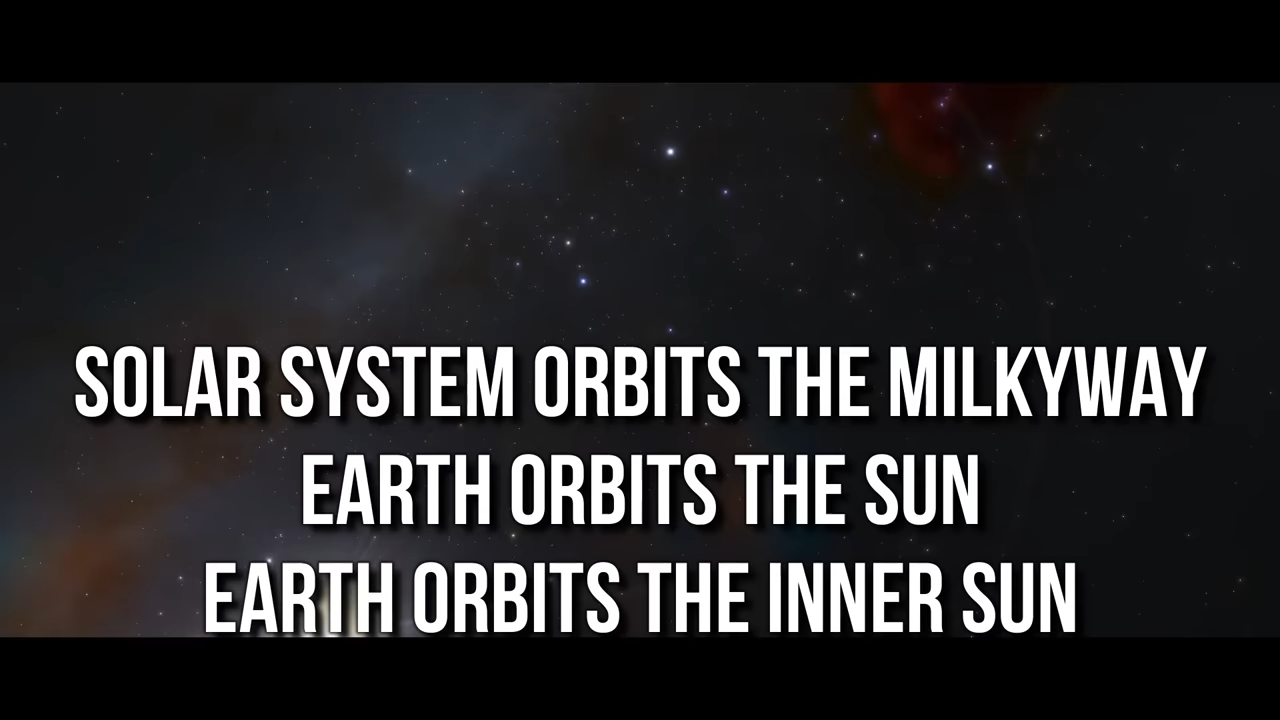 SOLAR SYSTEM ORBITS THE MILKYWAY
EARTH ORBITS THE SUN
EARTH ORBITS THE INNER SUN